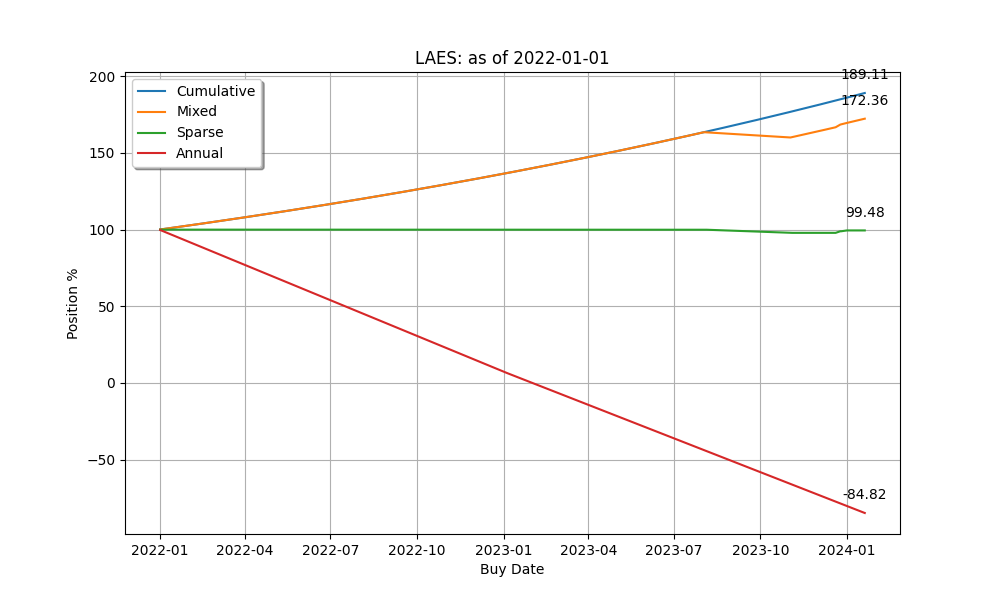 LAES: as of 2022-01-01
200
150
100
50
0
−50
Position %
Cumulative
Mixed
Sparse
Annual
189.11
172.36
99.48
-84.82
2022-01
2022-04
2022-07
2022-10
2023-01
2023-04
2023-07
2023-10
2024-01
Buy Date